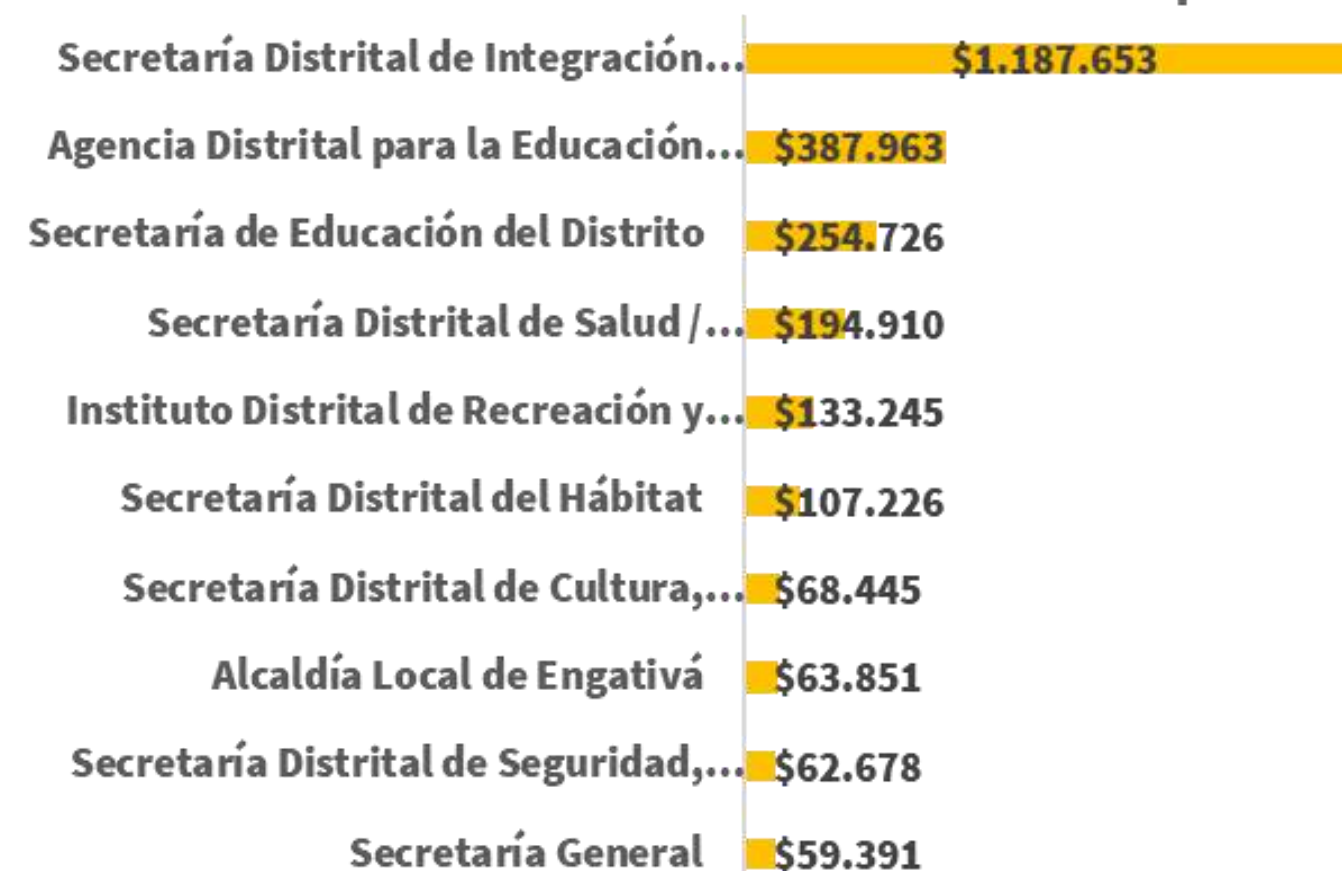 Secretaría Distrital de Integración... $1.187.653
Agencia Distrital para la Educación... $387.963
Secretaría de Educación del Distrito $254.726
Secretaría Distrital de Salud /... $194.910
Instituto Distrital de Recreación y... $133.245
Secretaría Distrital del Hábitat $107.226
Secretaría Distrital de Cultura,... $68.445
Alcaldía Local de Engativá $63.851
Secretaría Distrital de Seguridad,... $62.678
Secretaría General $59.391